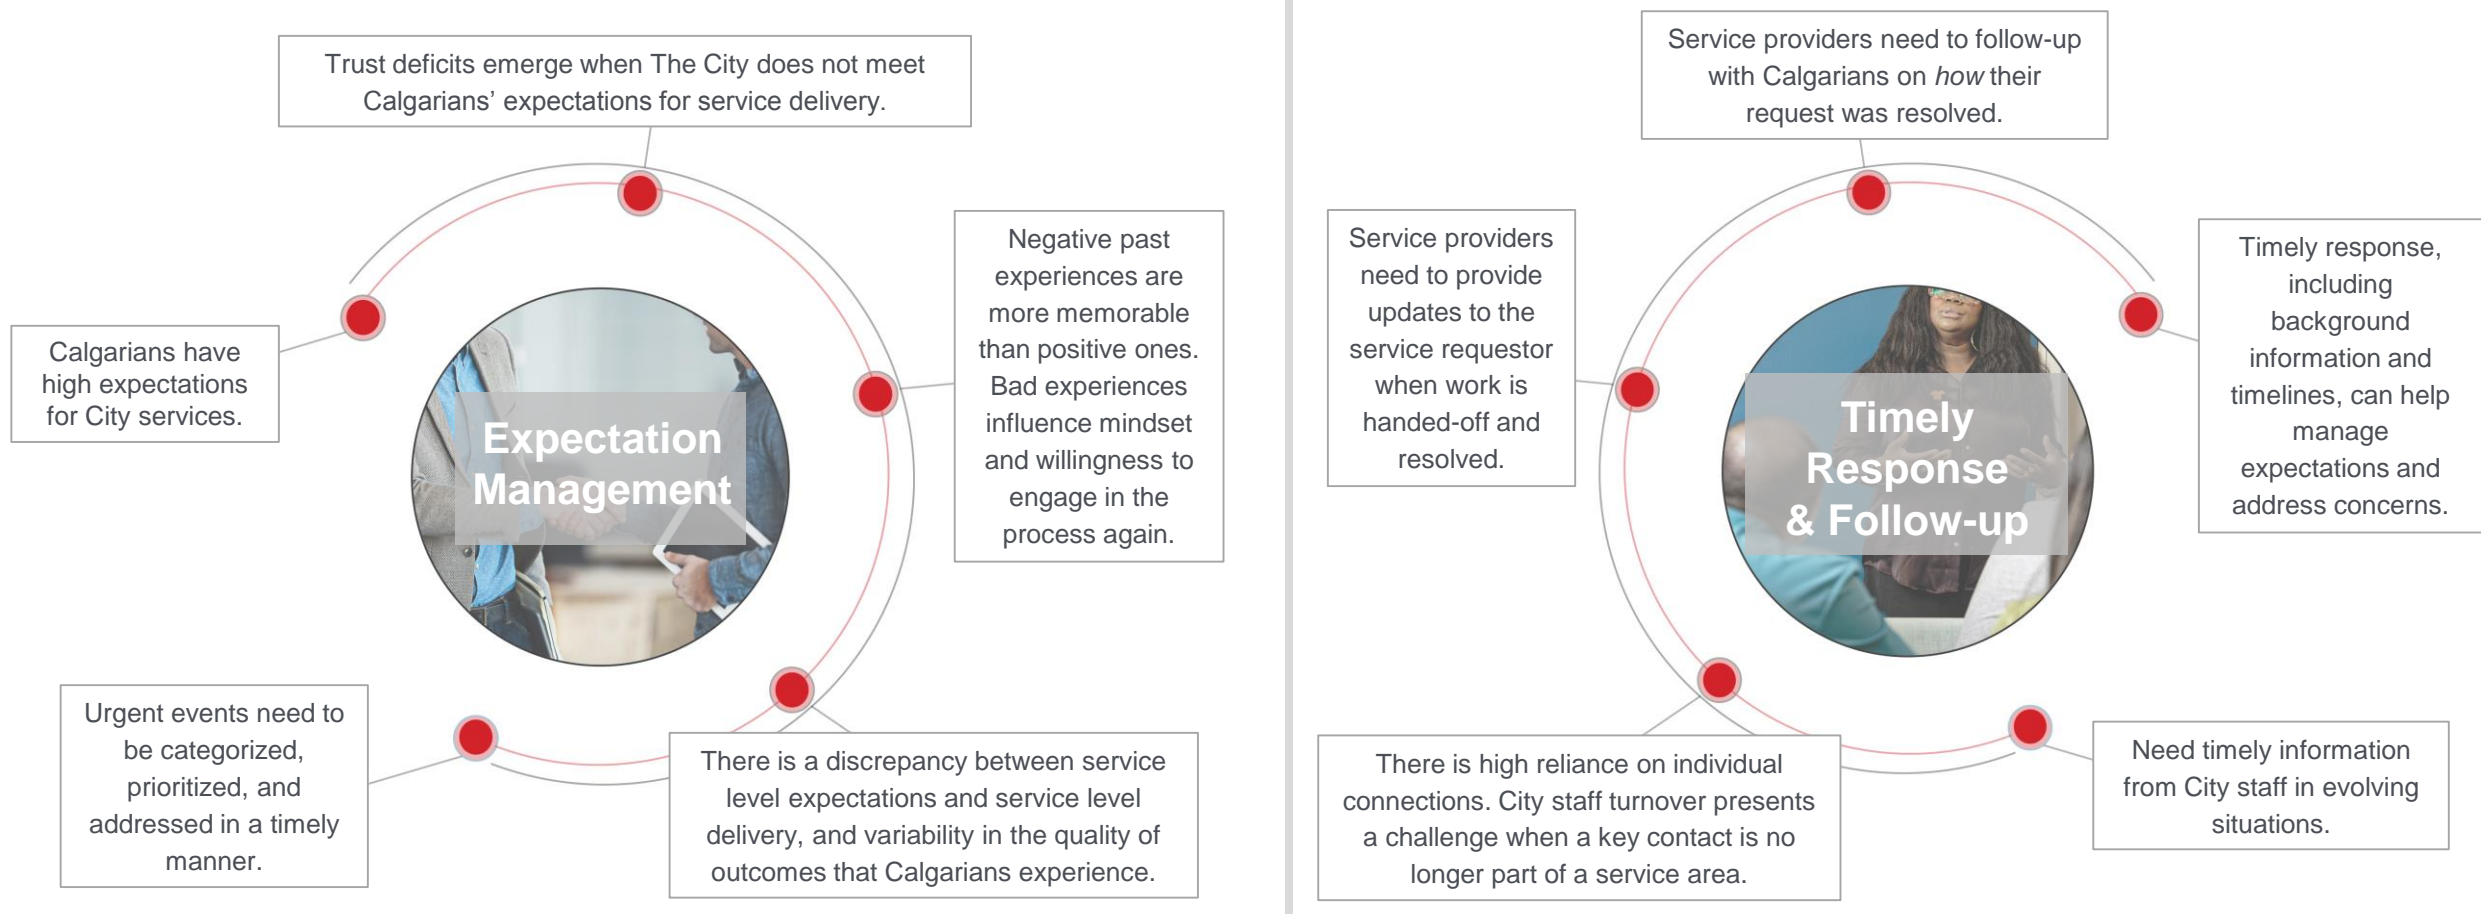 Trust deficits emerge when The City does not meet
Calgarians’ expectations for service delivery.
Calgarians have
high expectations
for City services.
Negative past
experiences are
more memorable
than positive ones.
Bad experiences
influence mindset
and willingness to
engage in the
process again.
Expectation
Management
Urgent events need to
be categorized,
prioritized, and
addressed in a timely
manner.
There is a discrepancy between service
level expectations and service level
delivery, and variability in the quality of
outcomes that Calgarians experience.
Service providers need to follow-up
with Calgarians on how their
request was resolved.
Service providers
need to provide
updates to the
service requestor
when work is
handed-off and
resolved.
Timely response,
including
background
information and
timelines, can help
manage
expectations and
address concerns.
Timely
Response
& Follow-up
There is high reliance on individual
connections. City staff turnover presents
a challenge when a key contact is no
longer part of a service area.
Need timely information
from City staff in evolving
situations.